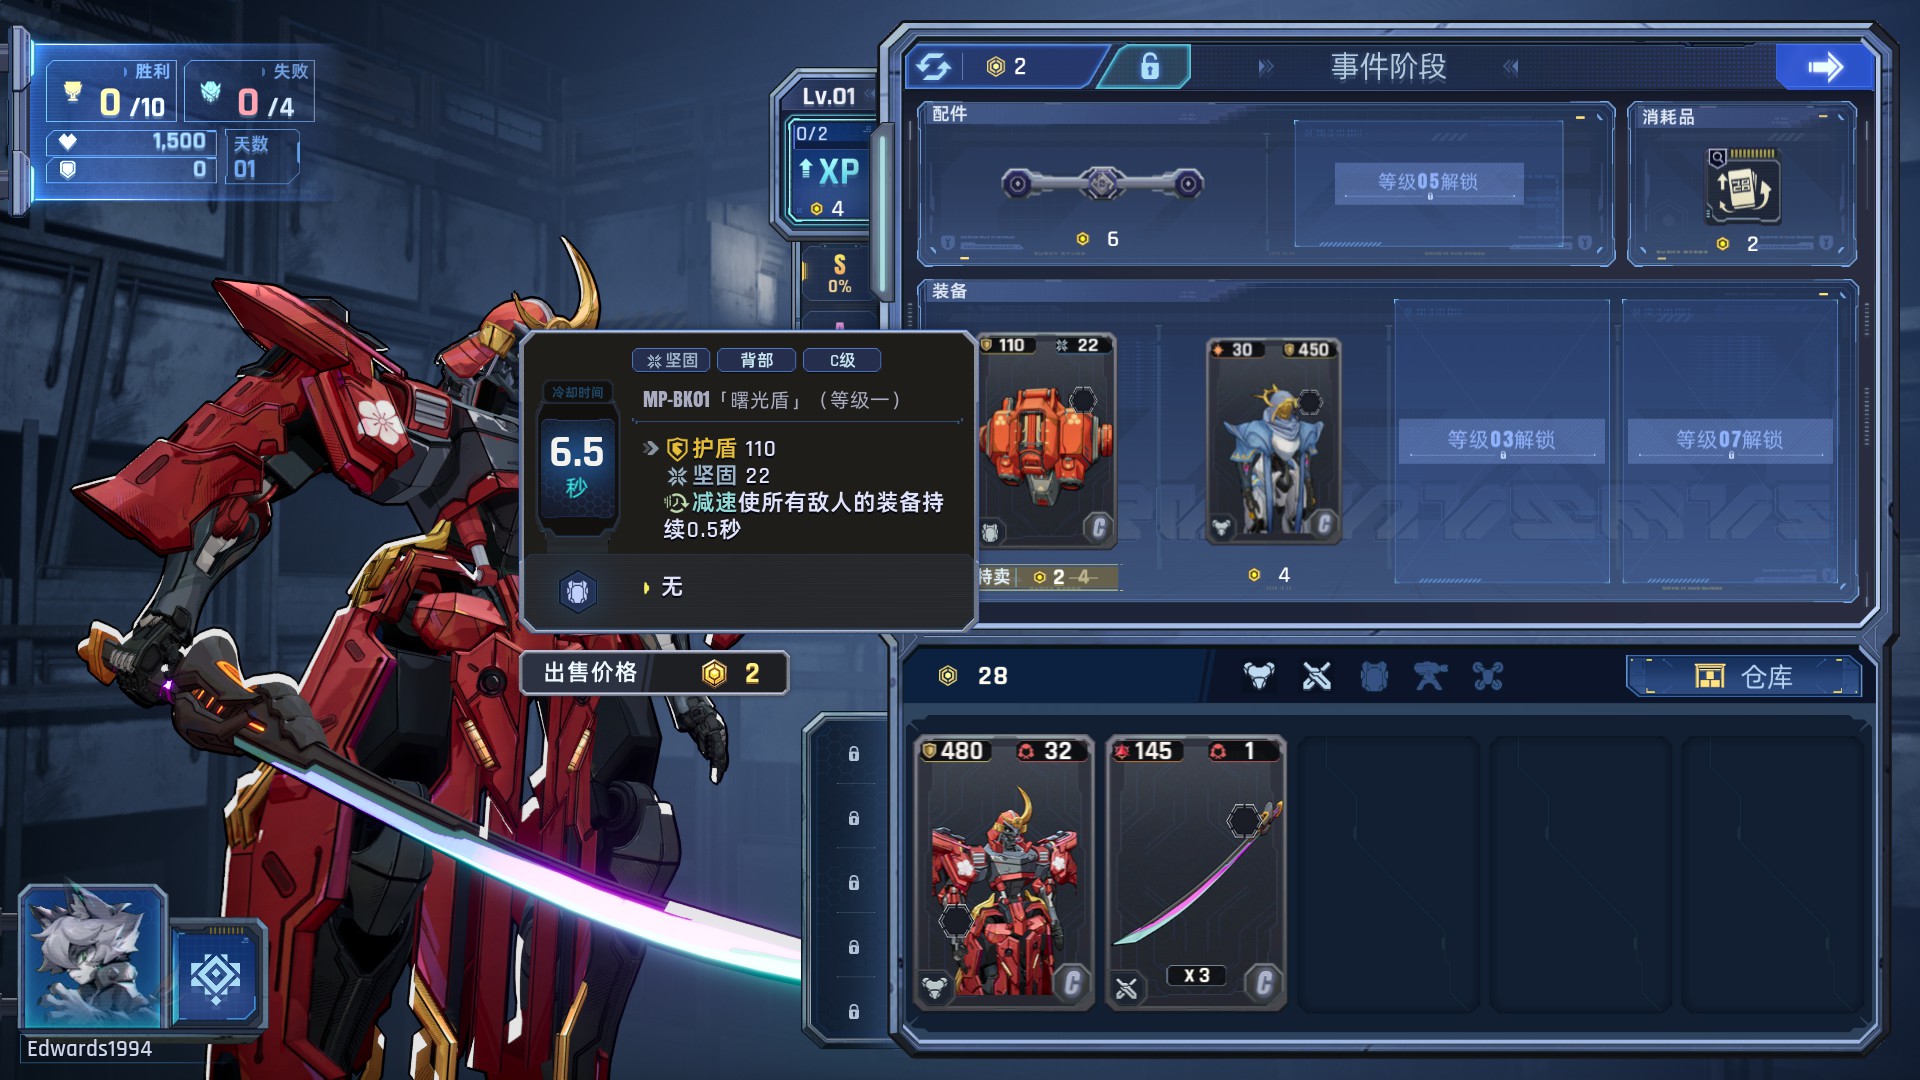 胜利
0 /10
失败
0 /4
1,500
0
天数
01
Lv.01
0/2
XP
4
S
0%
2
事件阶段
配件
6
等级05解锁
消耗品
2
装备
110
22
C
特卖
2 4
30
450
C
4
等级03解锁
等级07解锁
坚固
背部
C级
冷却时间
6.5
秒
MP-BK01「曙光盾」（等级一）
护盾 110
坚固 22
减速使所有敌人的装备持
续0.5秒
无
出售价格
2
28
仓库
480
32
C
145
1
x3
C
Edwards1994